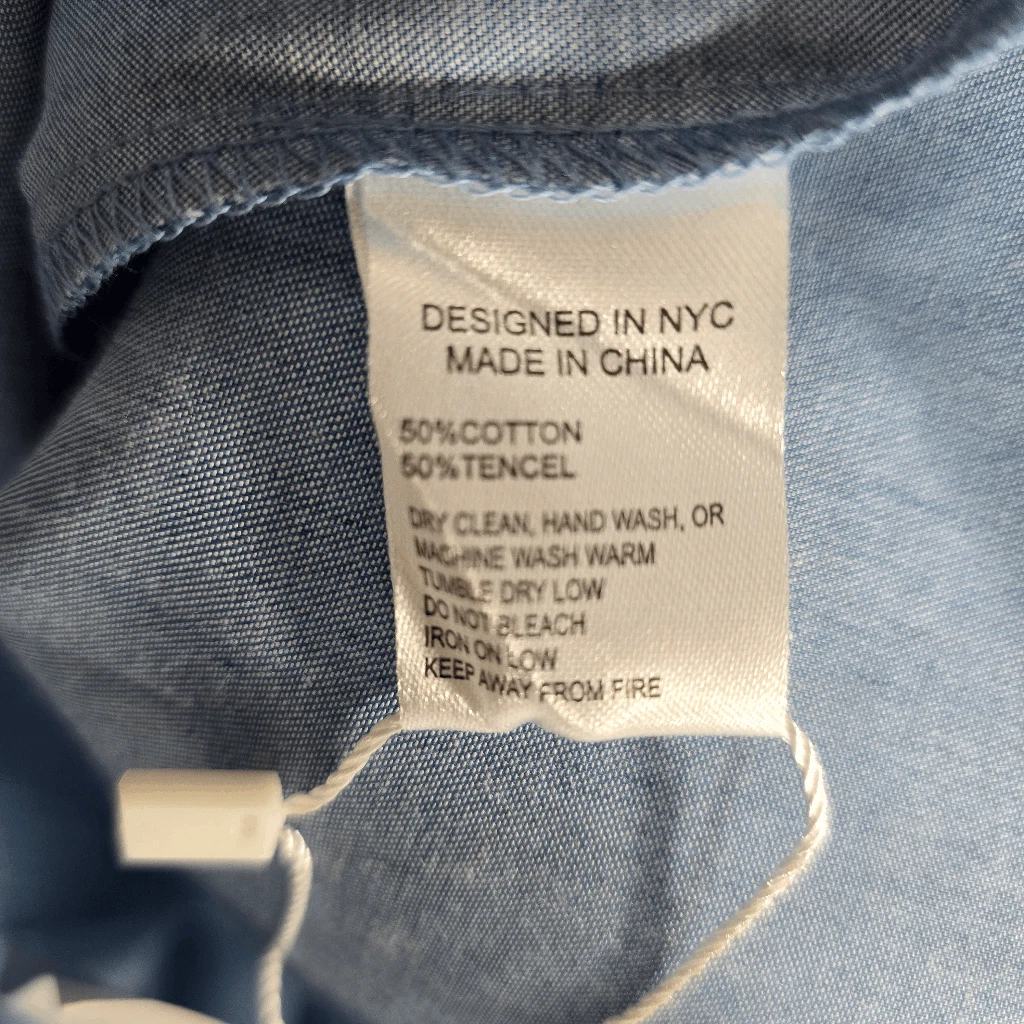 DESIGNED IN NYC
MADE IN CHINA
50%COTTON
50%TENCEL
DRY CLEAN, HAND WASH, OR
MACHINE WASH WARM
TUMBLE DRY LOW
DO NOT BLEACH
IRON ON LOW
KEEP AWAY FROM FIRE